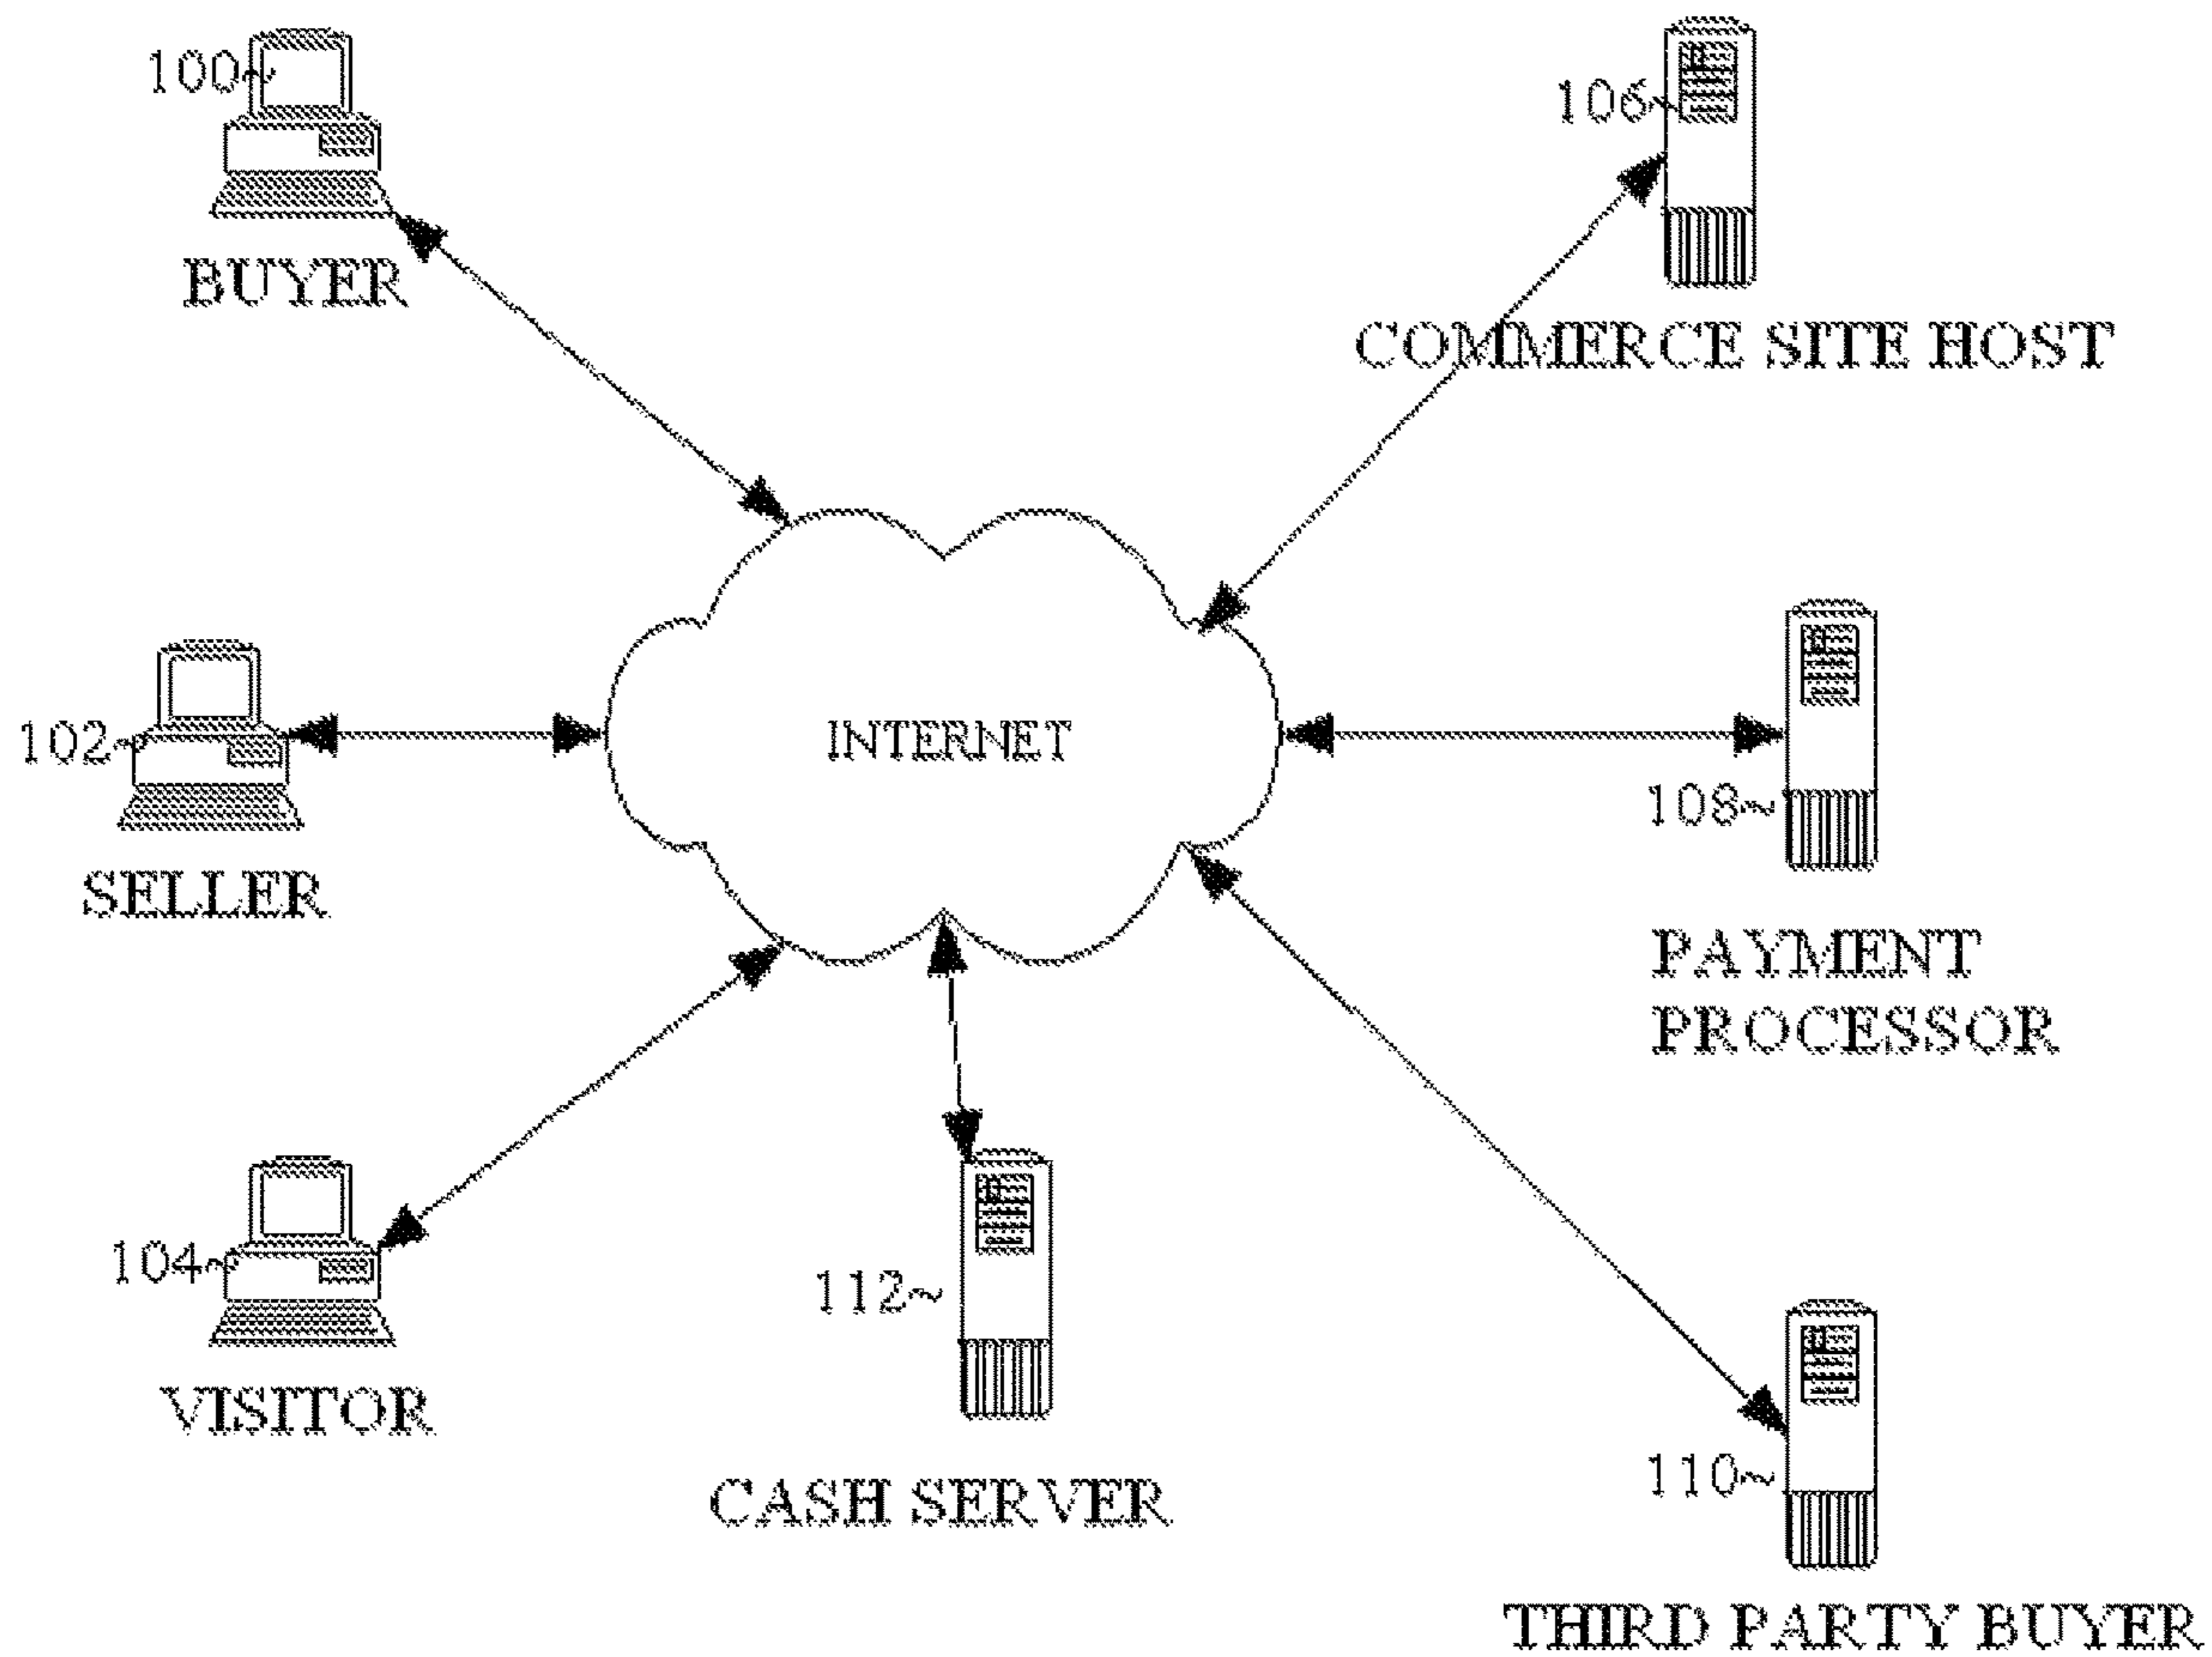 100~
BUYER
106~
COMMERCE SITE HOST
102~
SELLER
INTERNET
108~
PAYMENT
PROCESSOR
104~
VISITOR
112~
CASH SERVER
110~
THIRD PARTY BUYER